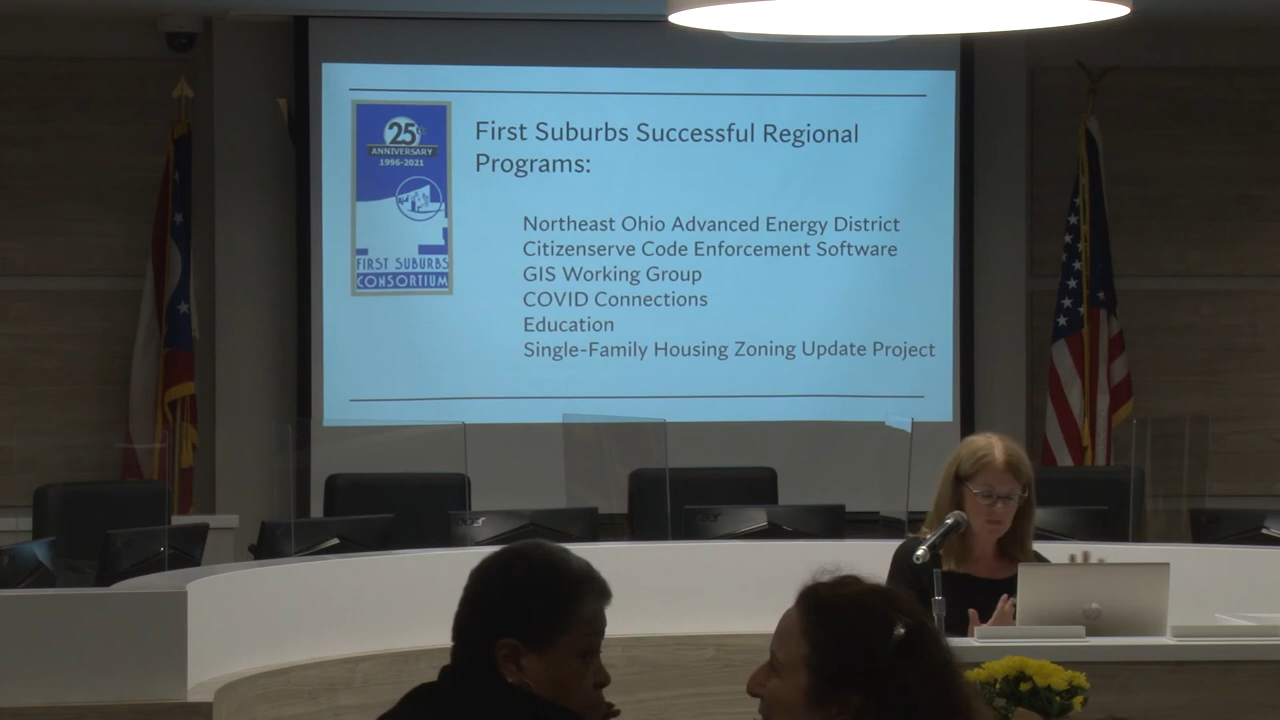 25th
ANNIVERSARY
1996-2021
FIRST SUBURBS
CONSORTIUM
First Suburbs Successful Regional
Programs:
Northeast Ohio Advanced Energy District
Citizenserve Code Enforcement Software
GIS Working Group
COVID Connections
Education
Single-Family Housing Zoning Update Project
acer
acer
hp